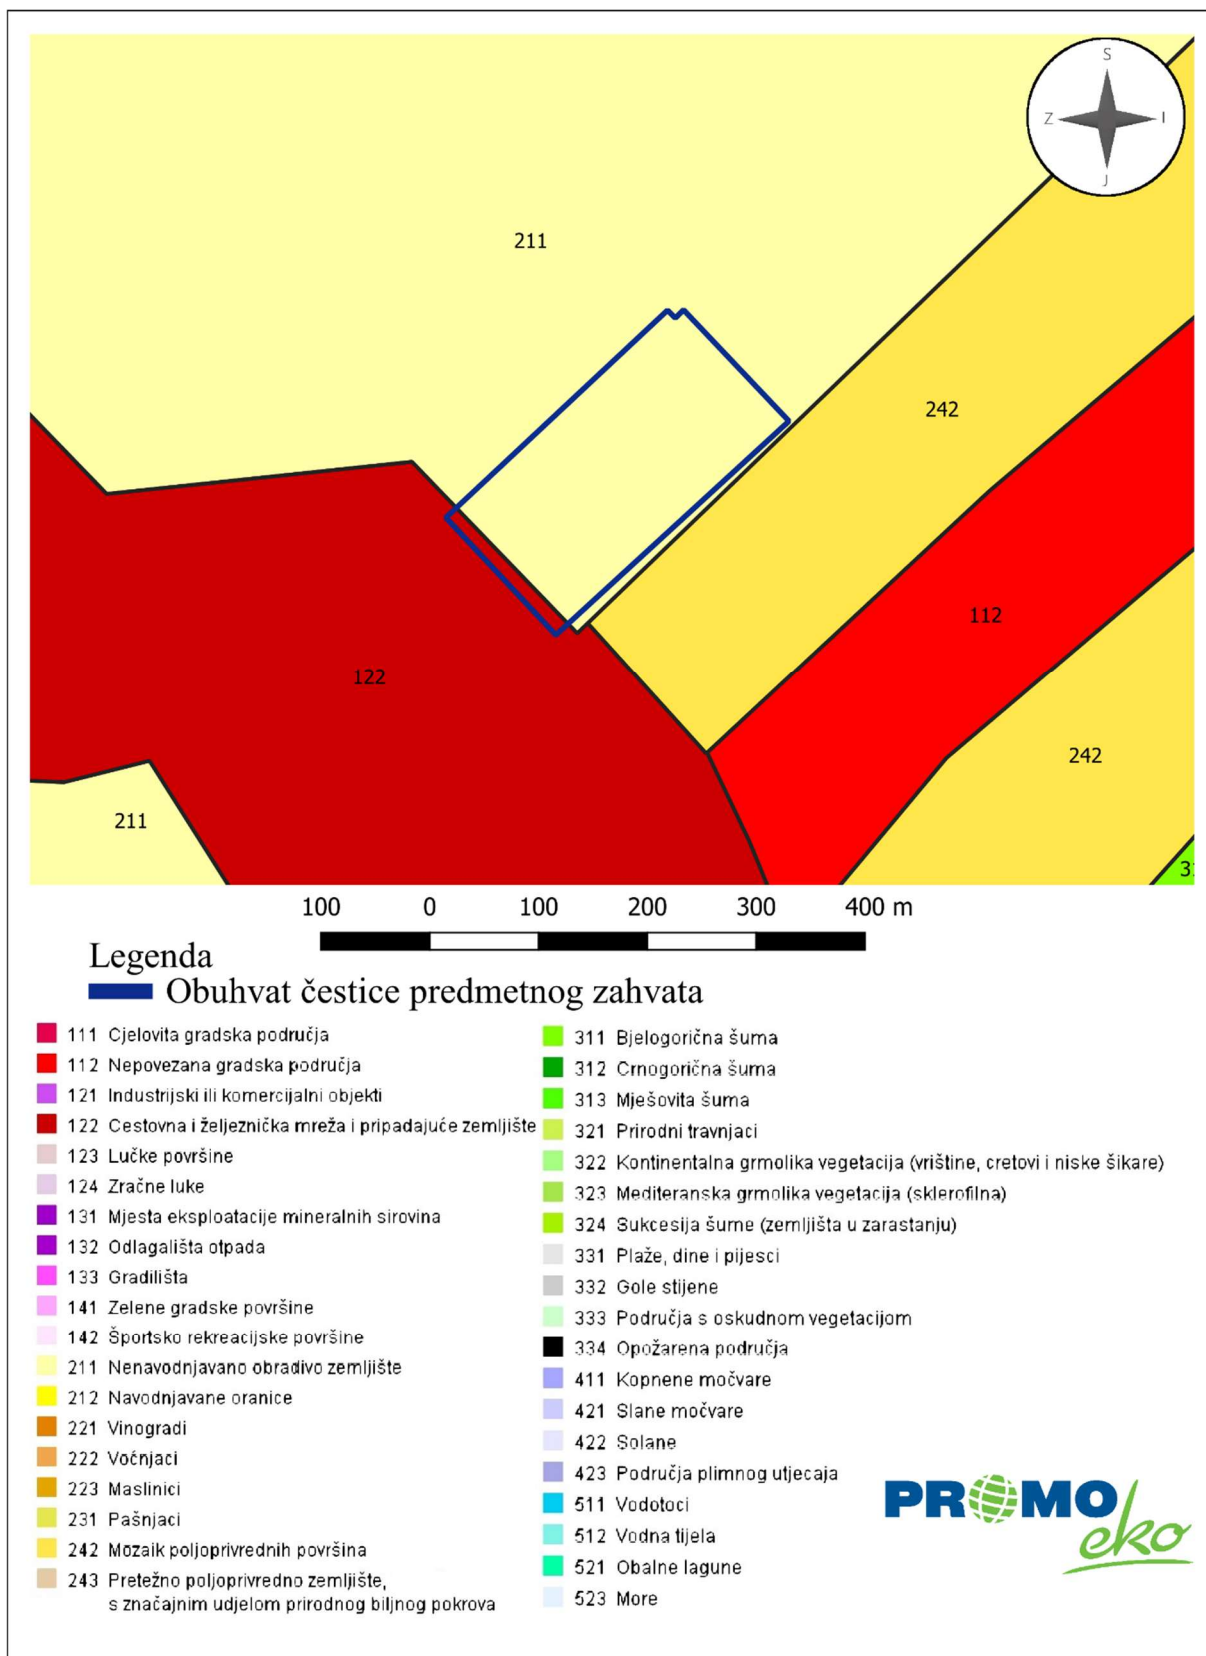 S
Z
I
J
211
242
112
122
242
211
100 0 100 200 300 400 m
Legenda
Obuhvat čestice predmetnog zahvata
111 Cjelovita gradska područja
112 Nepovezana gradska područja
121 Industrijski ili komercijalni objekti
122 Cestovna i željeznička mreža i pripadajuće zemljište
123 Lučke površine
124 Zračne luke
131 Mjesta eksploatacije mineralnih sirovina
132 Odlagališta otpada
133 Gradilišta
141 Zelene gradske površine
142 Športsko rekreacijske površine
211 Nenavodnjavano obradivo zemljište
212 Navodnjavane oranice
221 Vinogradi
222 Voćnjaci
223 Maslinici
231 Pašnjaci
242 Mozaik poljoprivrednih površina
243 Pretežno poljoprivredno zemljište,
s značajnim udjelom prirodnog biljnog pokrova
311 Bjelogorična šuma
312 Crnogorična šuma
313 Mješovita šuma
321 Prirodni travnjaci
322 Kontinentalna grmolika vegetacija (vrištine, cretovi i niske šikare)
323 Mediteranska grmolika vegetacija (sklerofilna)
324 Sukcesija šume (zemljišta u zarastanju)
331 Plaže, dine i pijesci
332 Gole stijene
333 Područja s oskudnom vegetacijom
334 Opožarena područja
411 Kopnene močvare
421 Slane močvare
422 Solane
423 Područja plimnog utjecaja
511 Vodotoci
512 Vodna tijela
521 Obalne lagune
523 More
PROMO
eko